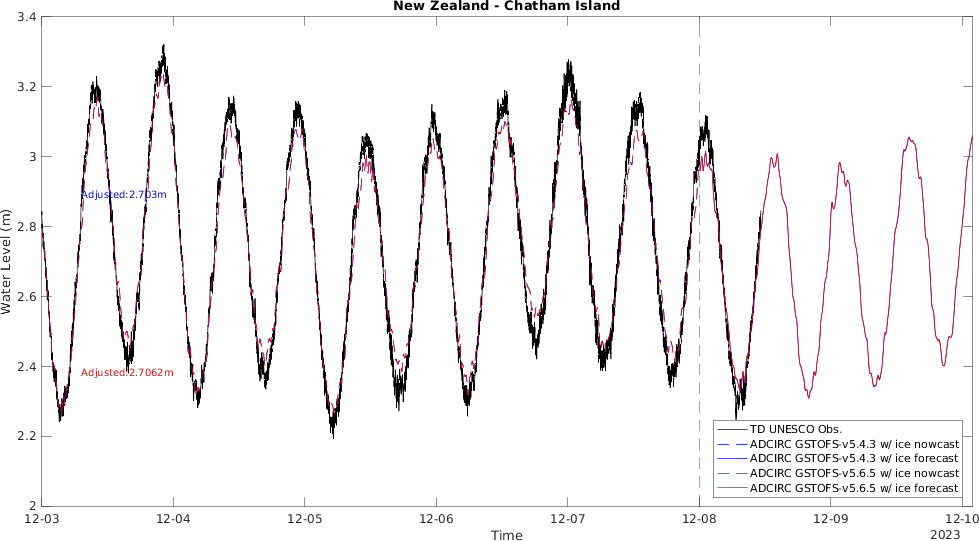 New Zealand - Chatham Island
3.4
3.2
3
2.8
2.6
2.4
2.2
2
Water Level (m)
Adjusted:2.703m
Adjusted:2.7062m
TD UNESCO Obs.
ADCIRC GSTOFS-v5.4.3 w/ ice nowcast
ADCIRC GSTOFS-v5.4.3 w/ ice forecast
ADCIRC GSTOFS-v5.6.5 w/ ice nowcast
ADCIRC GSTOFS-v5.6.5 w/ ice forecast
12-03 12-04 12-05 12-06 12-07 12-08 12-09 12-10
Time
2023